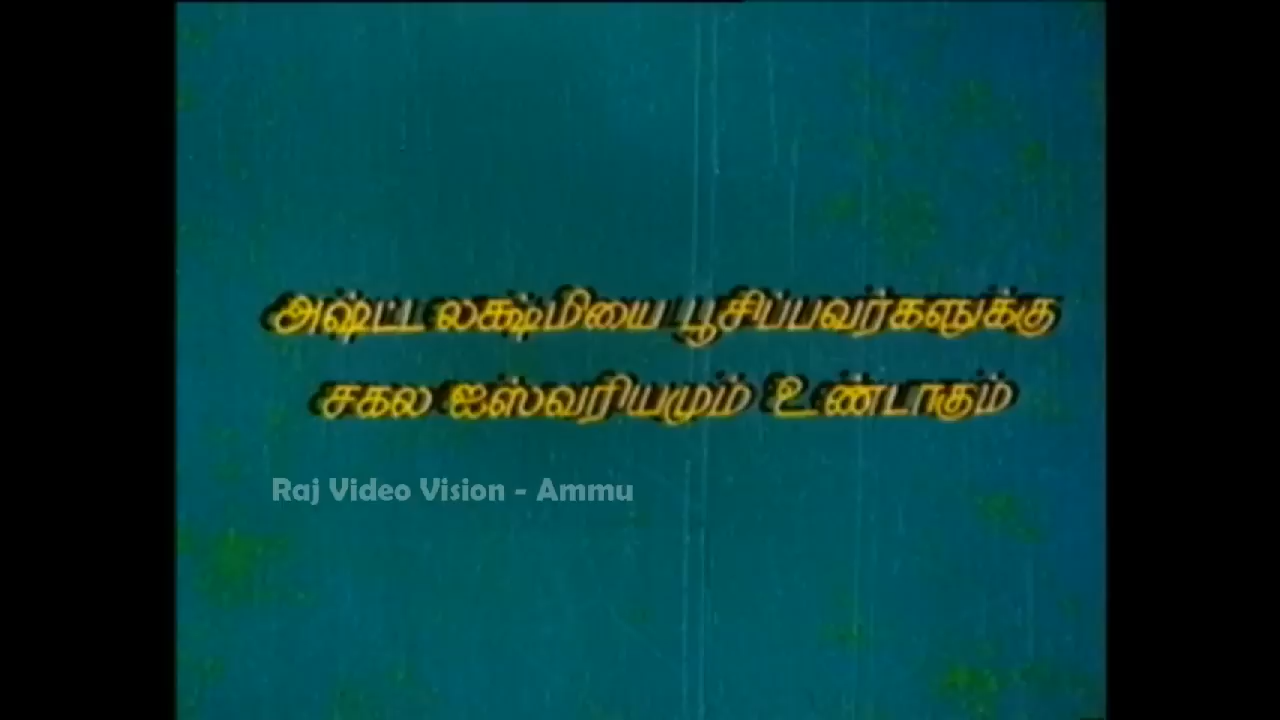 அஷ்ட லக்ஷ்மியை பூசிப்பவர்களுக்கு
சகல ஐஸ்வரியமும் உண்டாகும்
Raj Video Vision - Ammu